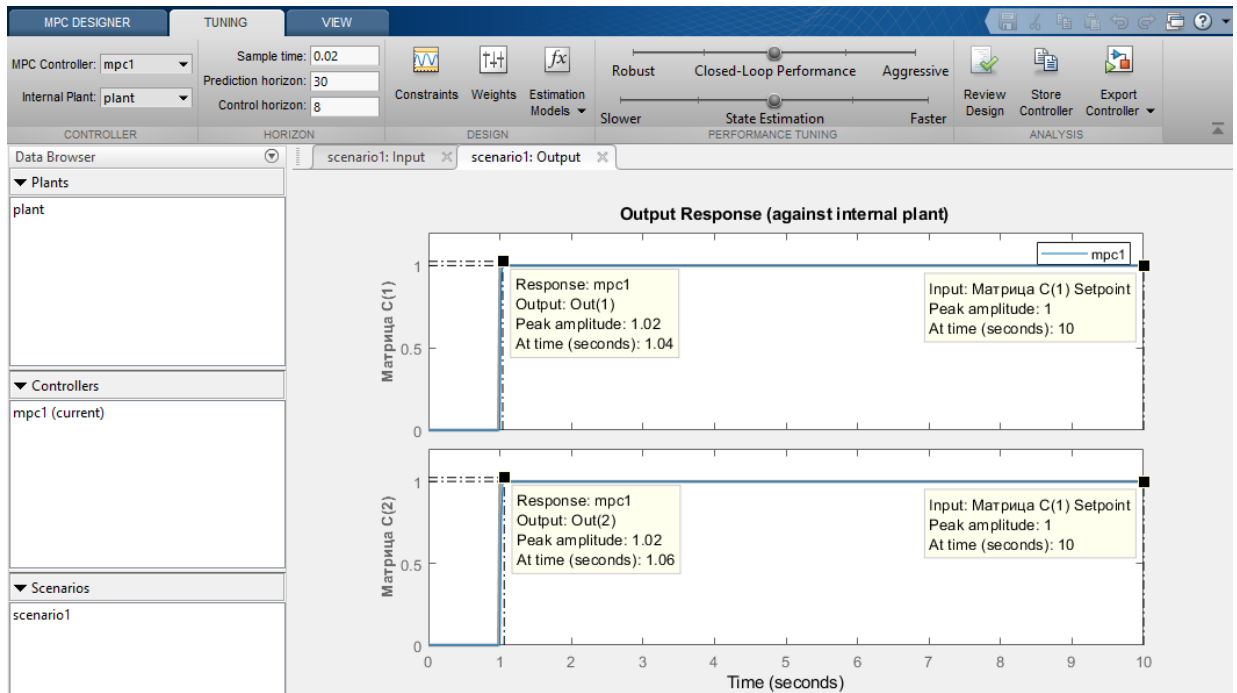 MPC DESIGNER
TUNING
VIEW
MPC Controller: mpc1
Internal Plant: plant
CONTROLLER
Sample time: 0.02
Prediction horizon: 30
Control horizon: 8
HORIZON
Constraints
Weights
Estimation
Models
DESIGN
Robust Closed-Loop Performance Aggressive
Slower State Estimation Faster
PERFORMANCE TUNING
Review
Design
Store
Controller
Export
Controller
ANALYSIS
Data Browser
Plants
plant
Controllers
mpc1 (current)
Scenarios
scenario1
scenario1: Input
scenario1: Output
Output Response (against internal plant)
Матрица C(1)
1
0.5
0
mpc1
Response: mpc1
Output: Out(1)
Peak amplitude: 1.02
At time (seconds): 1.04
Input: Матрица C(1) Setpoint
Peak amplitude: 1
At time (seconds): 10
Матрица C(2)
1
0.5
0
Response: mpc1
Output: Out(2)
Peak amplitude: 1.02
At time (seconds): 1.06
Input: Матрица C(1) Setpoint
Peak amplitude: 1
At time (seconds): 10
0 1 2 3 4 5 6 7 8 9 10
Time (seconds)